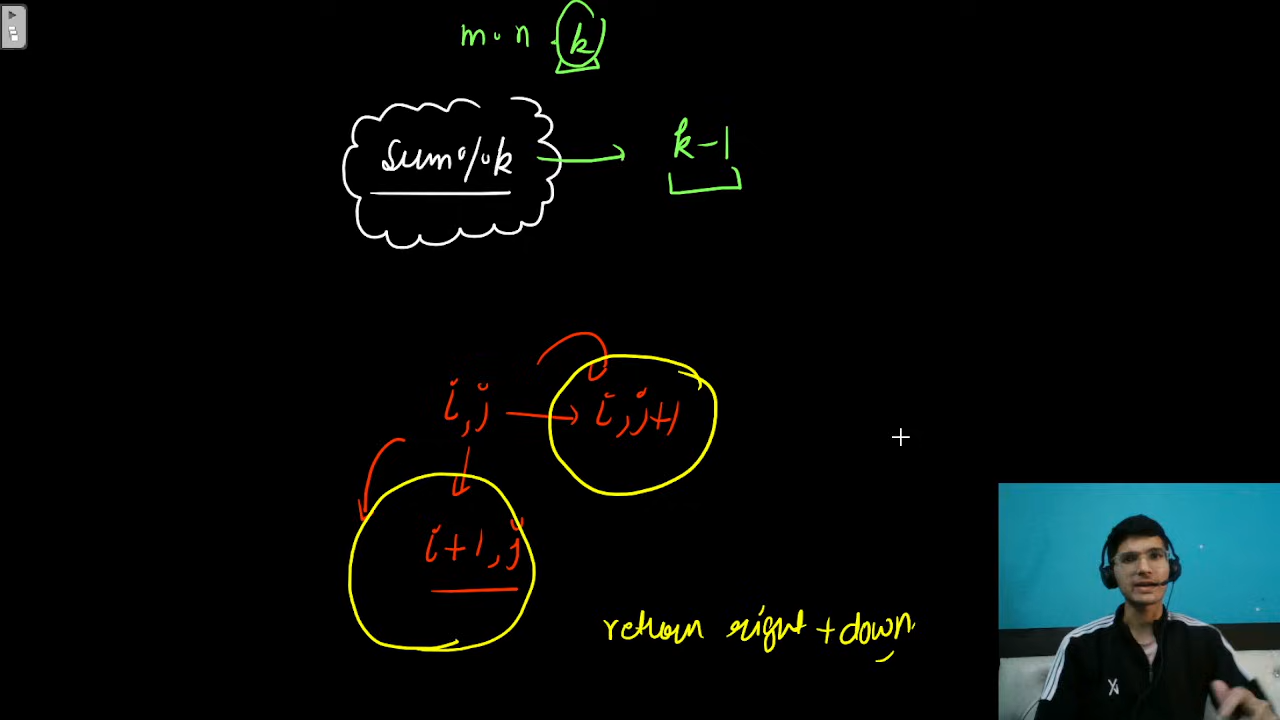 m · n · k
sum%k → k-1
i,j → i,j+1
i+1,j
return right + down